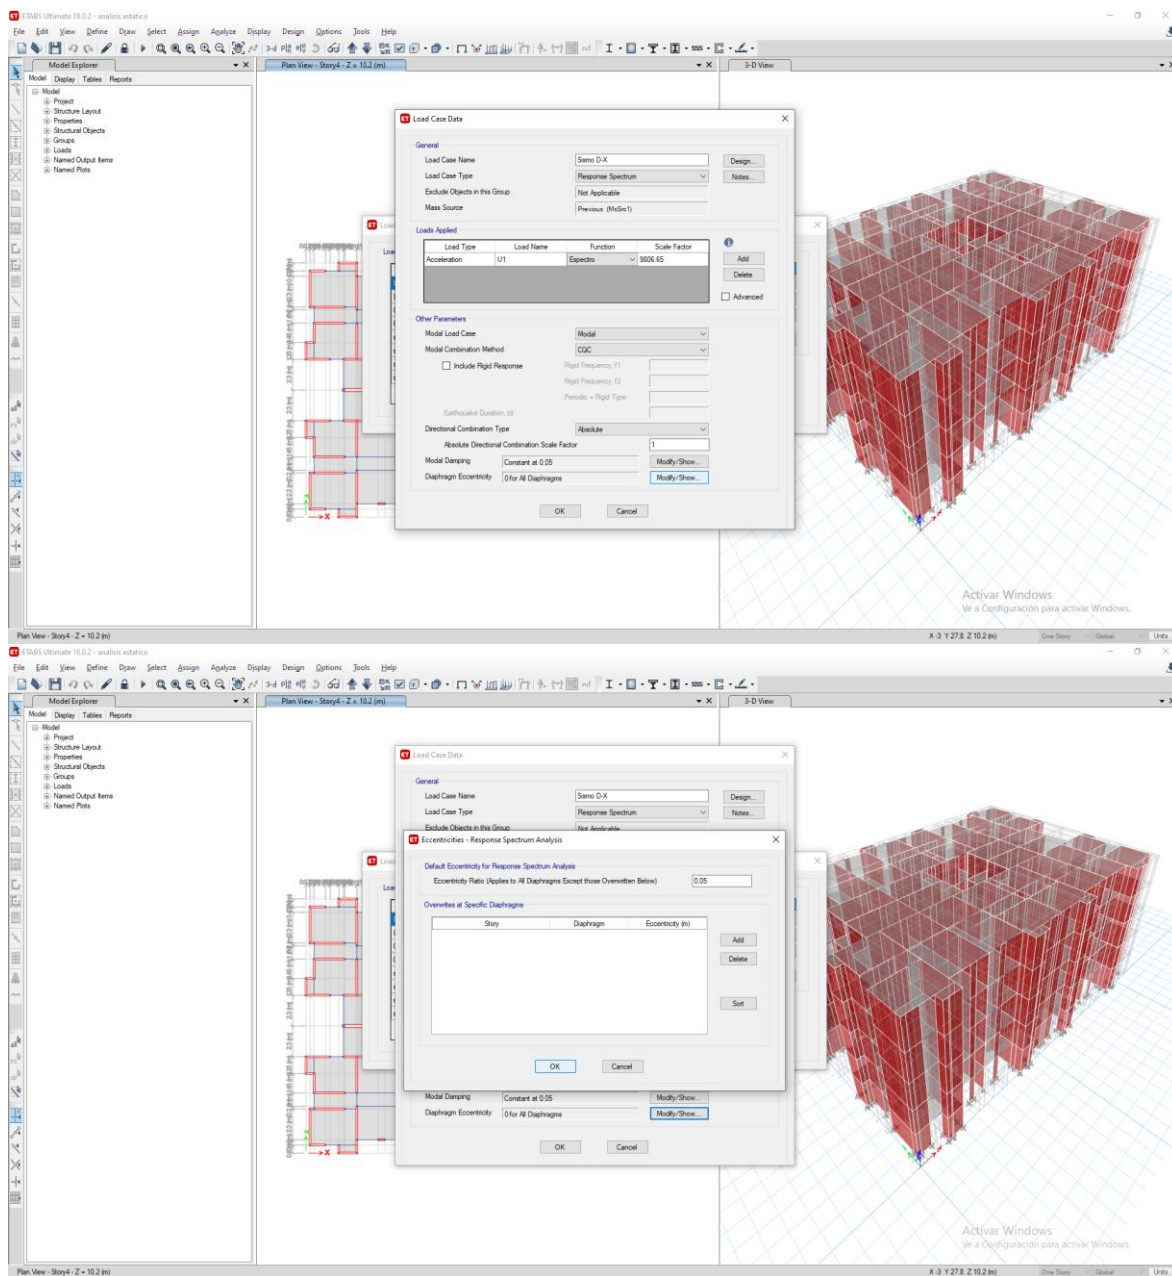 ETABS Ultimate 18.0.2 - analisis estatico
File Edit View Define Draw Select Assign Analyze Display Design Options Tools Help
Model Explorer
Plan View - Story4 - Z = 10.2 (m)
3-D View
Model Display Tables Reports
Model
Project
Structure Layout
Properties
Structural Objects
Groups
Loads
Named Output Items
Named Plots
Load Case Data
General
Load Case Name Sismo D-X Design...
Load Case Type Response Spectrum Notes...
Exclude Objects in this Group Not Applicable
Mass Source Previous (MsSrc1)
Loads Applied
Load Type Load Name Function Scale Factor
Acceleration U1 Espectro 9806.65
Add
Delete
Advanced
Other Parameters
Modal Load Case Modal
Modal Combination Method CQC
Include Rigid Response Rigid Frequency, f1
Rigid Frequency, f2
Periodic + Rigid Type
Earthquake Duration, td
Directional Combination Type Absolute
Absolute Directional Combination Scale Factor 1
Modal Damping Constant at 0.05 Modify/Show...
Diaphragm Eccentricity 0 for All Diaphragms Modify/Show...
OK Cancel
Activar Windows
Ve a Configuración para activar Windows.
Plan View - Story4 - Z = 10.2 (m) X -3 Y 27.8 Z 10.2 (m) One Story Global Units
ETABS Ultimate 18.0.2 - analisis estatico
File Edit View Define Draw Select Assign Analyze Display Design Options Tools Help
Model Explorer
Plan View - Story4 - Z = 10.2 (m)
3-D View
Model Display Tables Reports
Model
Project
Structure Layout
Properties
Structural Objects
Groups
Loads
Named Output Items
Named Plots
Load Case Data
General
Load Case Name Sismo D-X Design...
Load Case Type Response Spectrum Notes...
Exclude Objects in this Group Not Applicable
Eccentricities - Response Spectrum Analysis
Default Eccentricity for Response Spectrum Analysis
Eccentricity Ratio (Applies to All Diaphragms Except those Overwritten Below) 0.05
Overwrites at Specific Diaphragms
Story Diaphragm Eccentricity (m)
Add
Delete
Sort
OK Cancel
Modal Damping Constant at 0.05 Modify/Show...
Diaphragm Eccentricity 0 for All Diaphragms Modify/Show...
OK Cancel
Activar Windows
Ve a Configuración para activar Windows.
Plan View - Story4 - Z = 10.2 (m) X -3 Y 27.8 Z 10.2 (m) One Story Global Units